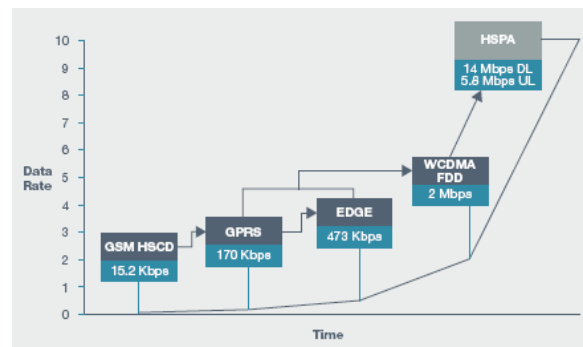 10
9
8
7
6
5
4
3
2
1
0
Data
Rate
Time
GSM HSCD
15.2 Kbps
GPRS
170 Kbps
EDGE
473 Kbps
WCDMA
FDD
2 Mbps
HSPA
14 Mbps DL
5.8 Mbps UL